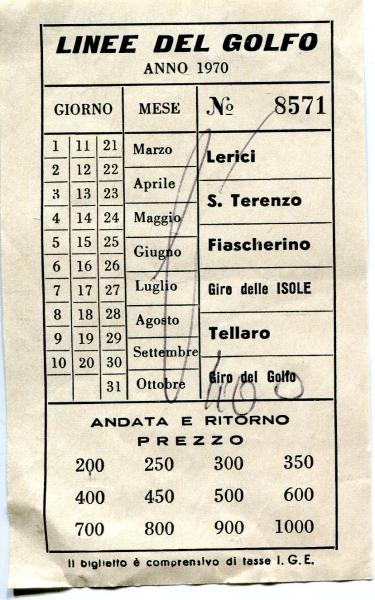 LINEE DEL GOLFO
ANNO 1970
GIORNO MESE No 8571
1 11 21 Marzo Lerici
2 12 22
3 13 23 Aprile S. Terenzo
4 14 24 Maggio
5 15 25 Giugno Fiascherino
6 16 26
7 17 27 Luglio Giro delle ISOLE
8 18 28 Agosto Tellaro
9 19 29 Settembre
10 20 30 Giro del Golfo
31 Ottobre
400
ANDATA E RITORNO
PREZZO
200 250 300 350
400 450 500 600
700 800 900 1000
Il biglietto è comprensivo di tasse I.G.E.